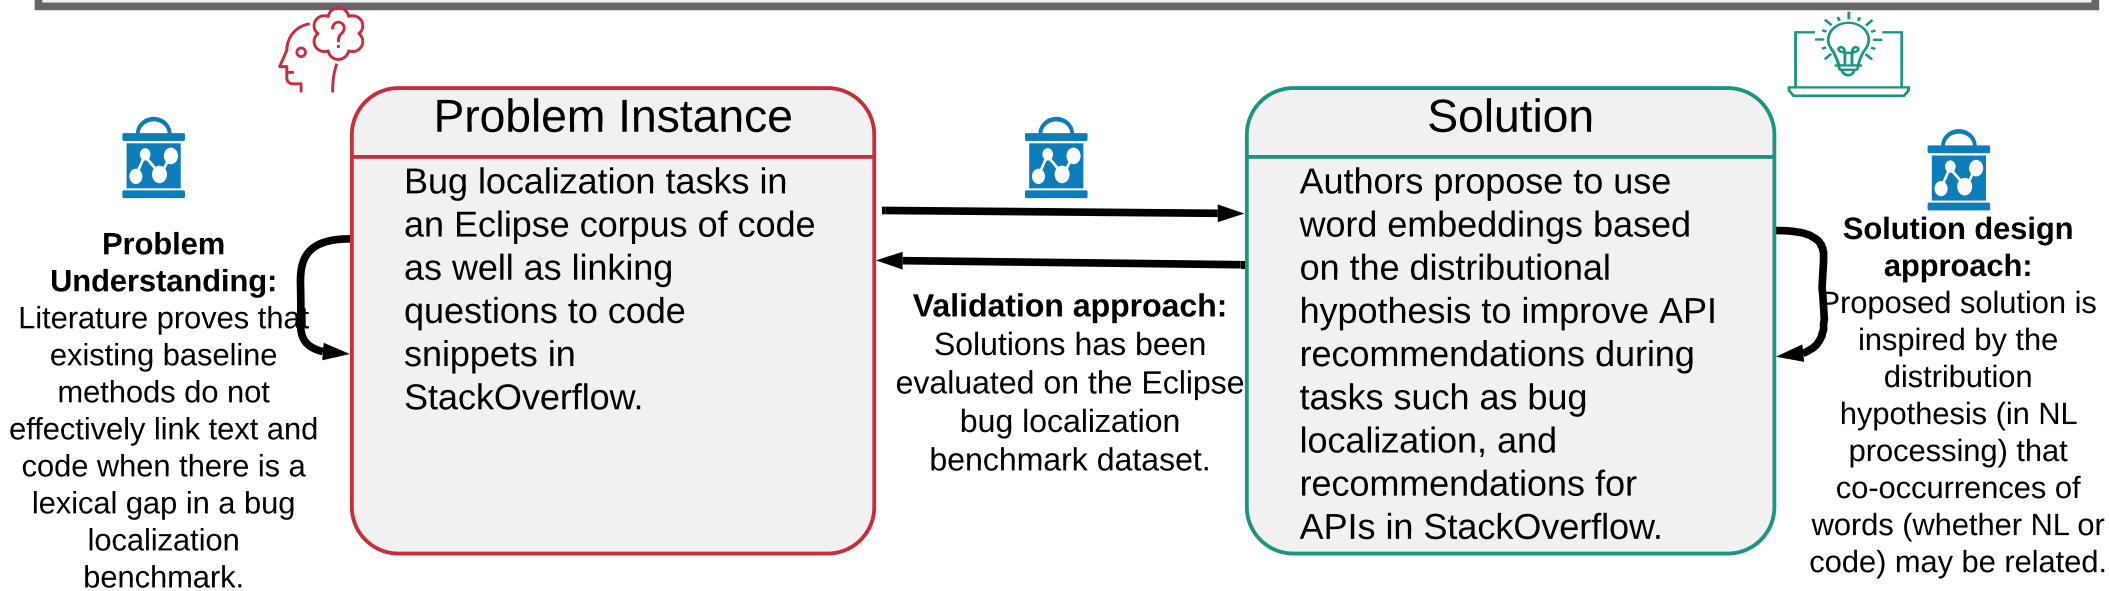 ?
Problem Instance
Bug localization tasks in
an Eclipse corpus of code
as well as linking
questions to code
snippets in
StackOverflow.
Solution
Authors propose to use
word embeddings based
on the distributional
hypothesis to improve API
recommendations during
tasks such as bug
localization, and
recommendations for
APIs in StackOverflow.
Problem
Understanding:
Literature proves that
existing baseline
methods do not
effectively link text and
code when there is a
lexical gap in a bug
localization
benchmark.
Validation approach:
Solutions has been
evaluated on the Eclipse
bug localization
benchmark dataset.
Solution design
approach:
Proposed solution is
inspired by the
distribution
hypothesis (in NL
processing) that
co-occurrences of
words (whether NL or
code) may be related.